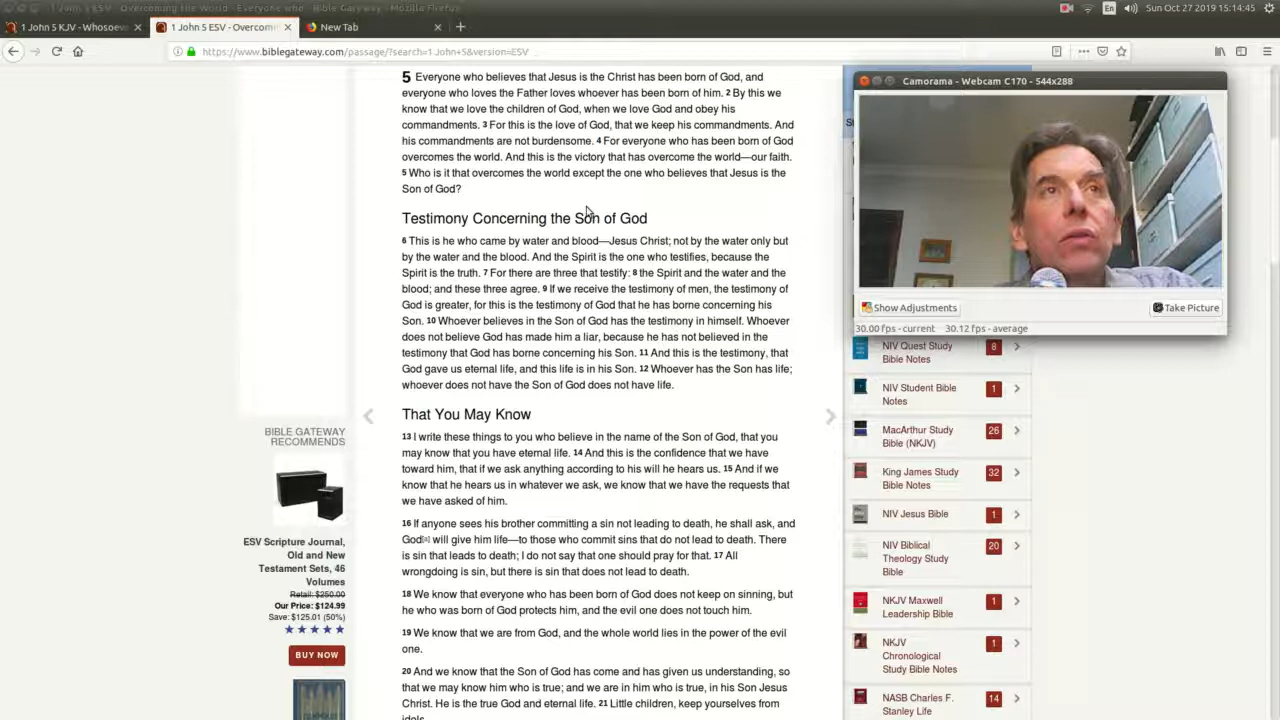 1 John 5 ESV - Overcoming the World - Everyone who - Bible Gateway - Mozilla Firefox
En
Sun Oct 27 2019 15:14:45
1 John 5 KJV - Whosoev
1 John 5 ESV - Overcom
New Tab
https://www.biblegateway.com/passage/?search=1 John+5&version=ESV
5 Everyone who believes that Jesus is the Christ has been born of God, and
everyone who loves the Father loves whoever has been born of him. 2 By this we
know that we love the children of God, when we love God and obey his
commandments. 3 For this is the love of God, that we keep his commandments. And
his commandments are not burdensome. 4 For everyone who has been born of God
overcomes the world. And this is the victory that has overcome the world—our faith.
5 Who is it that overcomes the world except the one who believes that Jesus is the
Son of God?
Testimony Concerning the Son of God
6 This is he who came by water and blood—Jesus Christ; not by the water only but
by the water and the blood. And the Spirit is the one who testifies, because the
Spirit is the truth. 7 For there are three that testify: 8 the Spirit and the water and the
blood; and these three agree. 9 If we receive the testimony of men, the testimony of
God is greater, for this is the testimony of God that he has borne concerning his
Son. 10 Whoever believes in the Son of God has the testimony in himself. Whoever
does not believe God has made him a liar, because he has not believed in the
testimony that God has borne concerning his Son. 11 And this is the testimony, that
God gave us eternal life, and this life is in his Son. 12 Whoever has the Son has life;
whoever does not have the Son of God does not have life.
That You May Know
13 I write these things to you who believe in the name of the Son of God, that you
may know that you have eternal life. 14 And this is the confidence that we have
toward him, that if we ask anything according to his will he hears us. 15 And if we
know that he hears us in whatever we ask, we know that we have the requests that
we have asked of him.
16 If anyone sees his brother committing a sin not leading to death, he shall ask, and
God[a] will give him life—to those who commit sins that do not lead to death. There
is sin that leads to death; I do not say that one should pray for that. 17 All
wrongdoing is sin, but there is sin that does not lead to death.
18 We know that everyone who has been born of God does not keep on sinning, but
he who was born of God protects him, and the evil one does not touch him.
19 We know that we are from God, and the whole world lies in the power of the evil
one.
20 And we know that the Son of God has come and has given us understanding, so
that we may know him who is true; and we are in him who is true, in his Son Jesus
Christ. He is the true God and eternal life. 21 Little children, keep yourselves from
idols.
BIBLE GATEWAY
RECOMMENDS
ESV Scripture Journal,
Old and New
Testament Sets, 46
Volumes
Retail: $250.00
Our Price: $124.99
Save: $125.01 (50%)
BUY NOW
Camorama - Webcam C170 - 544x288
Show Adjustments
Take Picture
30.00 fps - current 30.12 fps - average
NIV Quest Study
Bible Notes
8
NIV Student Bible
Notes
1
MacArthur Study
Bible (NKJV)
26
King James Study
Bible Notes
32
NIV Jesus Bible
1
NIV Biblical
Theology Study
Bible
20
NKJV Maxwell
Leadership Bible
1
NKJV
Chronological
Study Bible Notes
1
NASB Charles F.
Stanley Life
14